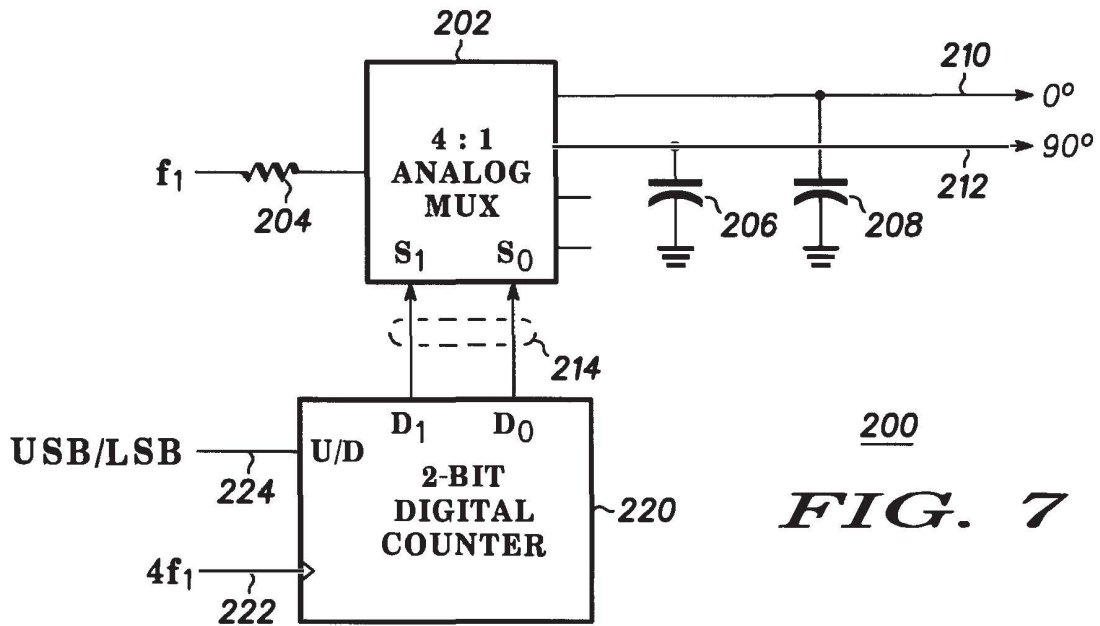 202
210
0°
4 : 1
ANALOG
MUX
90°
f1
204
212
206
208
S1 S0
214
D1 D0
USB/LSB
U/D
224
2-BIT
DIGITAL
COUNTER
220
200
FIG. 7
4f1
222